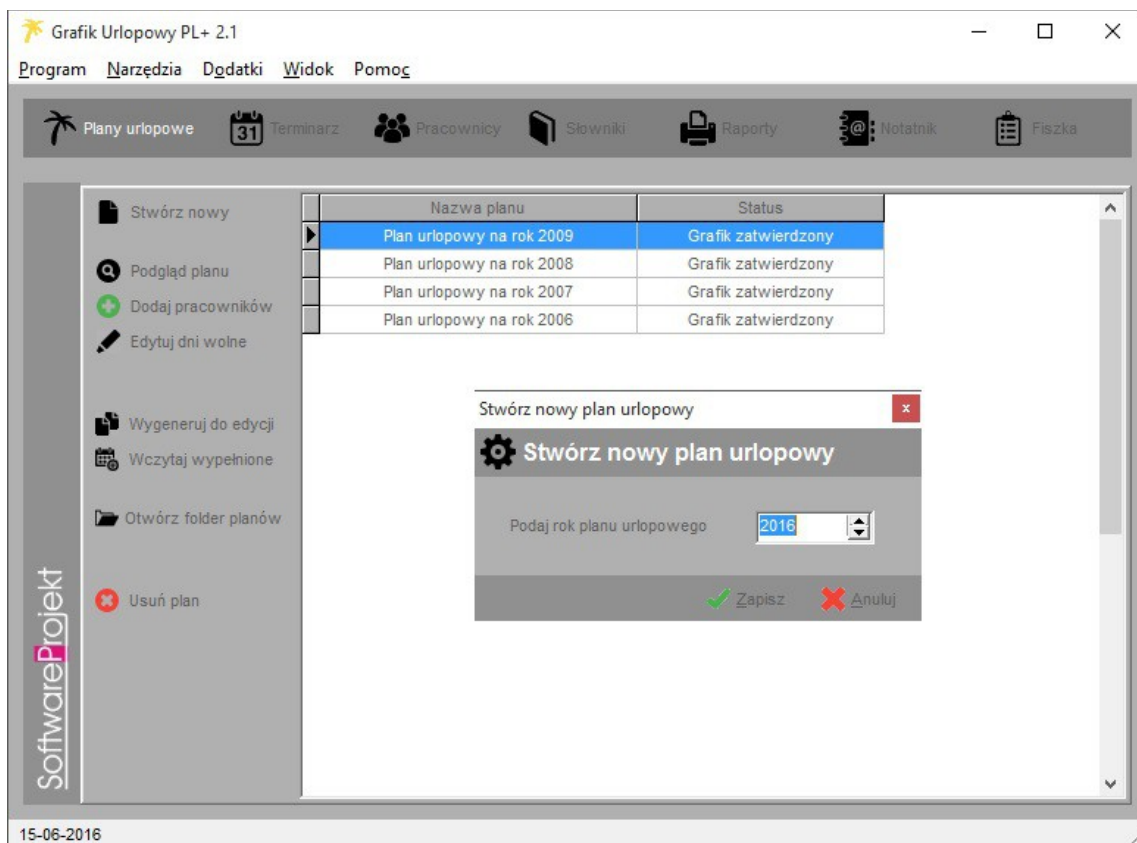 Grafik Urlopowy PL+ 2.1
Program Narzędzia Dodatki Widok Pomoc
Plany urlopowe 31 Terminarz Pracownicy Słowniki Raporty @ Notatnik Fiszka
Stwórz nowy
Podgląd planu
Dodaj pracowników
Edytuj dni wolne
Wygeneruj do edycji
Wczytaj wypełnione
Otwórz folder planów
Usuń plan
SoftwareProjekt
Nazwa planu Status
Plan urlopowy na rok 2009 Grafik zatwierdzony
Plan urlopowy na rok 2008 Grafik zatwierdzony
Plan urlopowy na rok 2007 Grafik zatwierdzony
Plan urlopowy na rok 2006 Grafik zatwierdzony
Stwórz nowy plan urlopowy x
Stwórz nowy plan urlopowy
Podaj rok planu urlopowego 2016
Zapisz Anuluj
15-06-2016